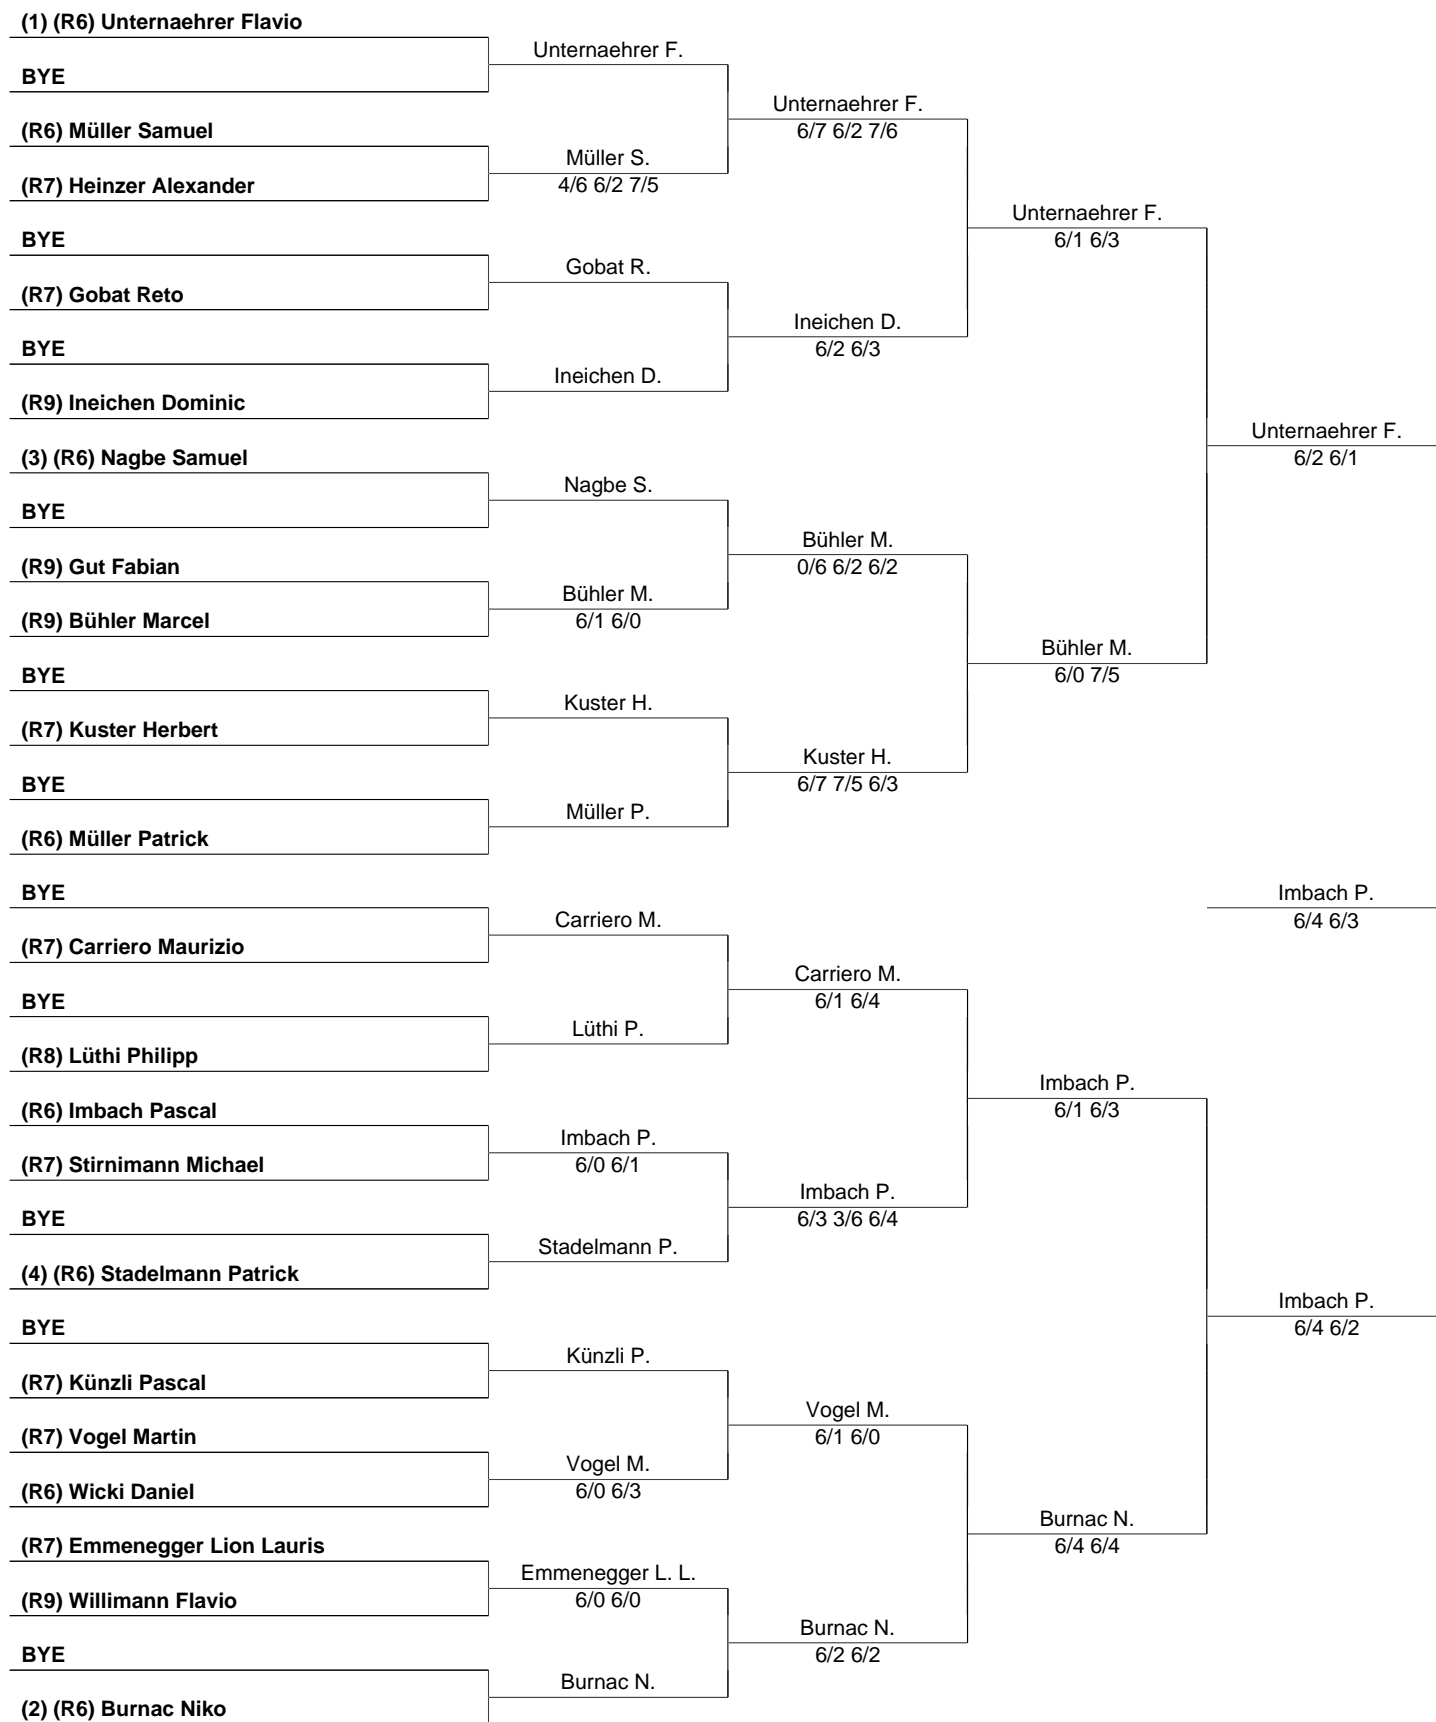 (1) (R6) Unternaehrer Flavio
BYE
(R6) Müller Samuel
(R7) Heinzer Alexander
BYE
(R7) Gobat Reto
BYE
(R9) Ineichen Dominic
(3) (R6) Nagbe Samuel
BYE
(R9) Gut Fabian
(R9) Bühler Marcel
BYE
(R7) Kuster Herbert
BYE
(R6) Müller Patrick
BYE
(R7) Carriero Maurizio
BYE
(R8) Lüthi Philipp
(R6) Imbach Pascal
(R7) Stirnimann Michael
BYE
(4) (R6) Stadelmann Patrick
BYE
(R7) Künzli Pascal
(R7) Vogel Martin
(R6) Wicki Daniel
(R7) Emmenegger Lion Lauris
(R9) Willimann Flavio
BYE
(2) (R6) Burnac Niko
Unternaehrer F.
Müller S.
4/6 6/2 7/5
Gobat R.
Ineichen D.
Nagbe S.
Bühler M.
6/1 6/0
Kuster H.
Müller P.
Carriero M.
Lüthi P.
Imbach P.
6/0 6/1
Stadelmann P.
Künzli P.
Vogel M.
6/0 6/3
Emmenegger L. L.
6/0 6/0
Burnac N.
Unternaehrer F.
6/7 6/2 7/6
Ineichen D.
6/2 6/3
Bühler M.
0/6 6/2 6/2
Kuster H.
6/7 7/5 6/3
Carriero M.
6/1 6/4
Imbach P.
6/3 3/6 6/4
Vogel M.
6/1 6/0
Burnac N.
6/2 6/2
Unternaehrer F.
6/1 6/3
Bühler M.
6/0 7/5
Imbach P.
6/1 6/3
Burnac N.
6/4 6/4
Unternaehrer F.
6/2 6/1
Imbach P.
6/4 6/3
Imbach P.
6/4 6/2